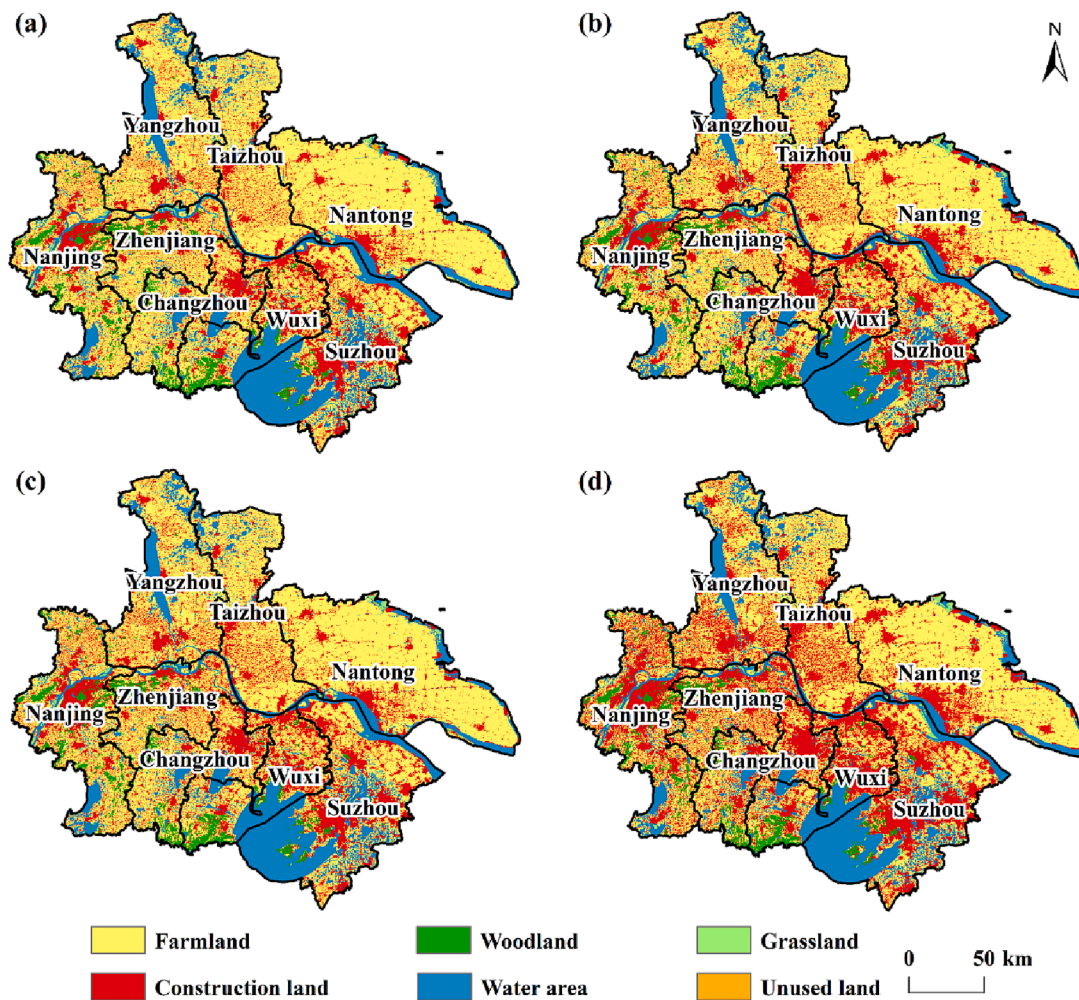 (a)
(b)
N
Yangzhou
Taizhou
Nantong
Zhenjiang
Nanjing
Changzhou
Wuxi
Suzhou
Yangzhou
Taizhou
Nantong
Zhenjiang
Nanjing
Changzhou
Wuxi
Suzhou
(c)
(d)
Yangzhou
Taizhou
Nantong
Zhenjiang
Nanjing
Changzhou
Wuxi
Suzhou
Yangzhou
Taizhou
Nantong
Zhenjiang
Nanjing
Changzhou
Wuxi
Suzhou
Farmland
Woodland
Grassland
0 50 km
Construction land
Water area
Unused land